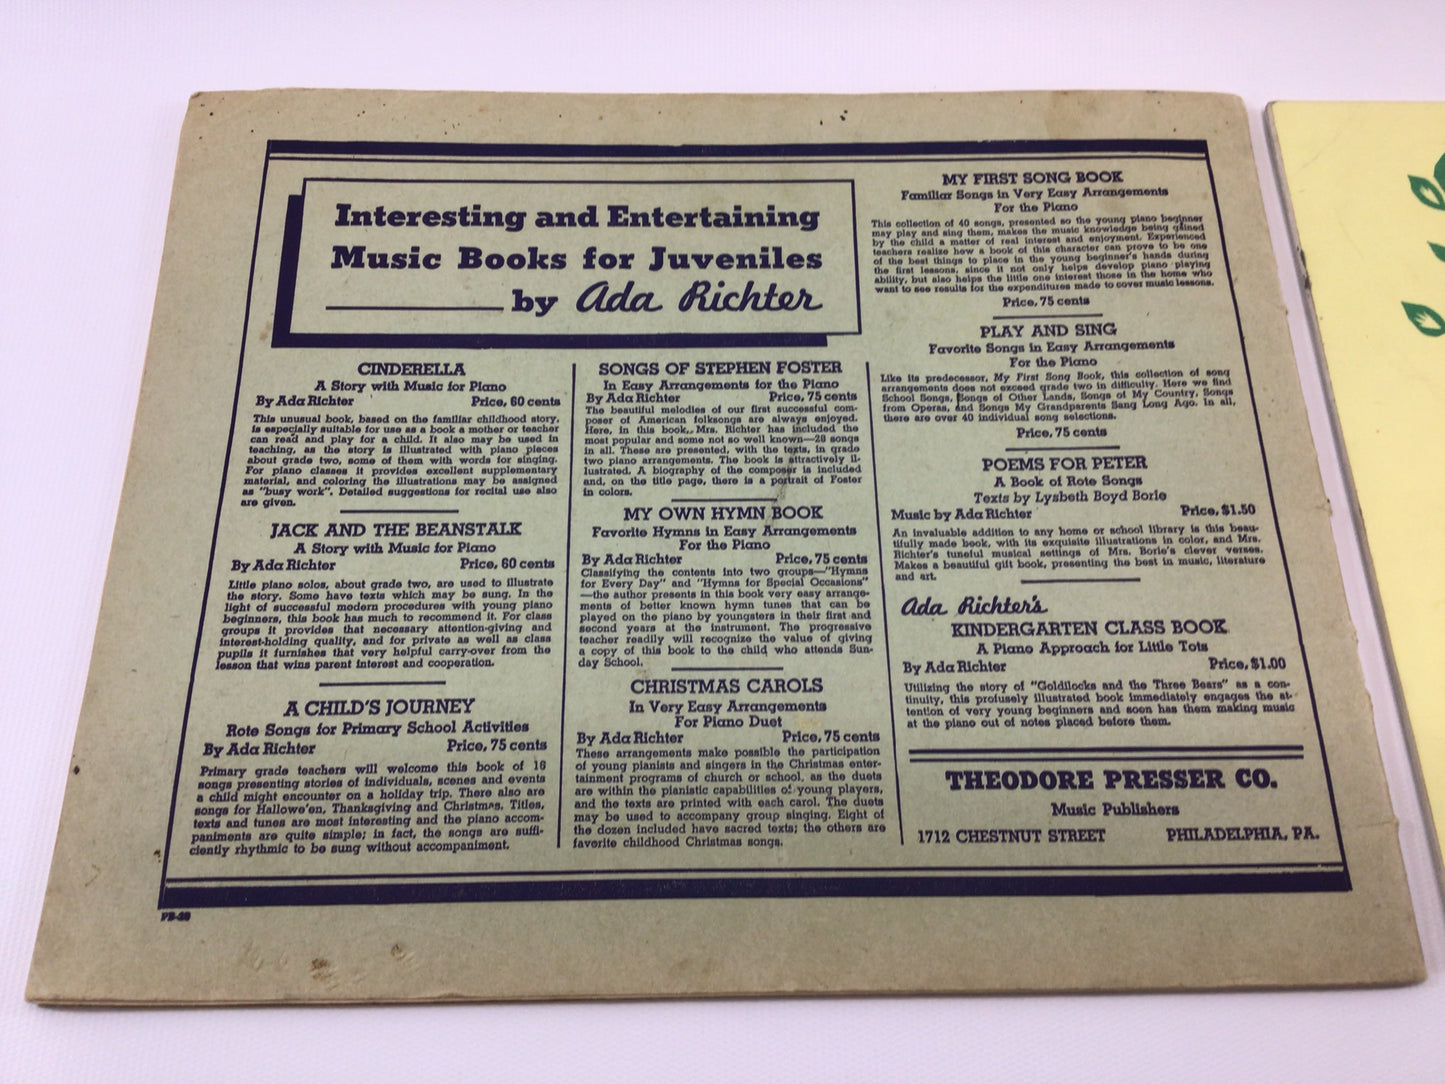 Interesting and Entertaining
Music Books for Juveniles
by Ada Richter
CINDERELLA
A Story with Music for Piano
By Ada Richter Price, 60 cents
This unusual book, based on the familiar childhood story,
is especially suitable for use as a book a mother or teacher
can read and play for a child. It also may be used in
teaching, as the story is illustrated with piano pieces
about grade two, some of them with words for singing.
For piano classes it provides excellent supplementary
material, and coloring the illustrations may be assigned
as "busy work". Detailed suggestions for recital use also
are given.
JACK AND THE BEANSTALK
A Story with Music for Piano
By Ada Richter Price, 60 cents
Little piano solos, about grade two, are used to illustrate
the story. Some have texts which may be sung. In the
light of successful modern procedures with young piano
beginners, this book has much to recommend it. For class
groups it provides that necessary attention-giving and
interest-holding quality, and for private as well as class
pupils it furnishes that very helpful carry-over from the
lesson that wins parent interest and cooperation.
A CHILD'S JOURNEY
Rote Songs for Primary School Activities
By Ada Richter Price, 75 cents
Primary grade teachers will welcome this book of 16
songs presenting stories of individuals, scenes and events
a child might encounter on a holiday trip. There also are
songs for Hallowe'en, Thanksgiving and Christmas. Titles,
texts and tunes are most interesting and the piano accom-
paniments are quite simple; in fact, the songs are suffi-
ciently rhythmic to be sung without accompaniment.
SONGS OF STEPHEN FOSTER
In Easy Arrangements for the Piano
By Ada Richter Price, 75 cents
The beautiful melodies of our first successful com-
poser of American folksongs are always enjoyed.
Here, in this book, Mrs. Richter has included the
most popular and some not so well known—28 songs
in all. These are presented, with the texts, in grade
two piano arrangements. The book is attractively il-
lustrated. A biography of the composer is included
and, on the title page, there is a portrait of Foster
in colors.
MY OWN HYMN BOOK
Favorite Hymns in Easy Arrangements
For the Piano
By Ada Richter Price, 75 cents
Classifying the contents into two groups—"Hymns
for Every Day" and "Hymns for Special Occasions"
—the author presents in this book very easy arrange-
ments of better known hymn tunes that can be
played on the piano by youngsters in their first and
second years at the instrument. The progressive
teacher readily will recognize the value of giving
a copy of this book to the child who attends Sun-
day School.
CHRISTMAS CAROLS
In Very Easy Arrangements
For Piano Duet
By Ada Richter Price, 75 cents
These arrangements make possible the participation
of young pianists and singers in the Christmas enter-
tainment programs of church or school, as the duets
are within the pianistic capabilities of young players,
and the texts are printed with each carol. The duets
may be used to accompany group singing. Eight of
the dozen included have sacred texts; the others are
favorite childhood Christmas songs.
MY FIRST SONG BOOK
Familiar Songs in Very Easy Arrangements
For the Piano
This collection of 40 songs, presented so the young piano beginner
may play and sing them, makes the music knowledge being gained
by the child a matter of real interest and enjoyment. Experienced
teachers realize how a book of this character can prove to be one
of the best things to place in the young beginner's hands during
the first lessons, since it not only helps develop piano playing
ability, but also helps the little one interest those in the home who
want to see results for the expenditures made to cover music lessons.
Price, 75 cents
PLAY AND SING
Favorite Songs in Easy Arrangements
For the Piano
Like its predecessor, My First Song Book, this collection of song
arrangements does not exceed grade two in difficulty. Here we find
School Songs, Songs of Other Lands, Songs of My Country, Songs
from Operas, and Songs My Grandparents Sang Long Ago. In all,
there are over 40 individual song selections.
Price, 75 cents
POEMS FOR PETER
A Book of Rote Songs
Texts by Lysbeth Boyd Borie
Music by Ada Richter Price, $1.50
An invaluable addition to any home or school library is this beau-
tifully made book, with its exquisite illustrations in color, and Mrs.
Richter's tuneful musical settings of Mrs. Borie's clever verses.
Makes a beautiful gift book, presenting the best in music, literature
and art.
Ada Richter's
KINDERGARTEN CLASS BOOK
A Piano Approach for Little Tots
By Ada Richter Price, $1.00
Utilizing the story of "Goldilocks and the Three Bears" as a con-
tinuity, this profusely illustrated book immediately engages the at-
tention of very young beginners and soon has them making music
at the piano out of notes placed before them.
THEODORE PRESSER CO.
Music Publishers
1712 CHESTNUT STREET PHILADELPHIA, PA.